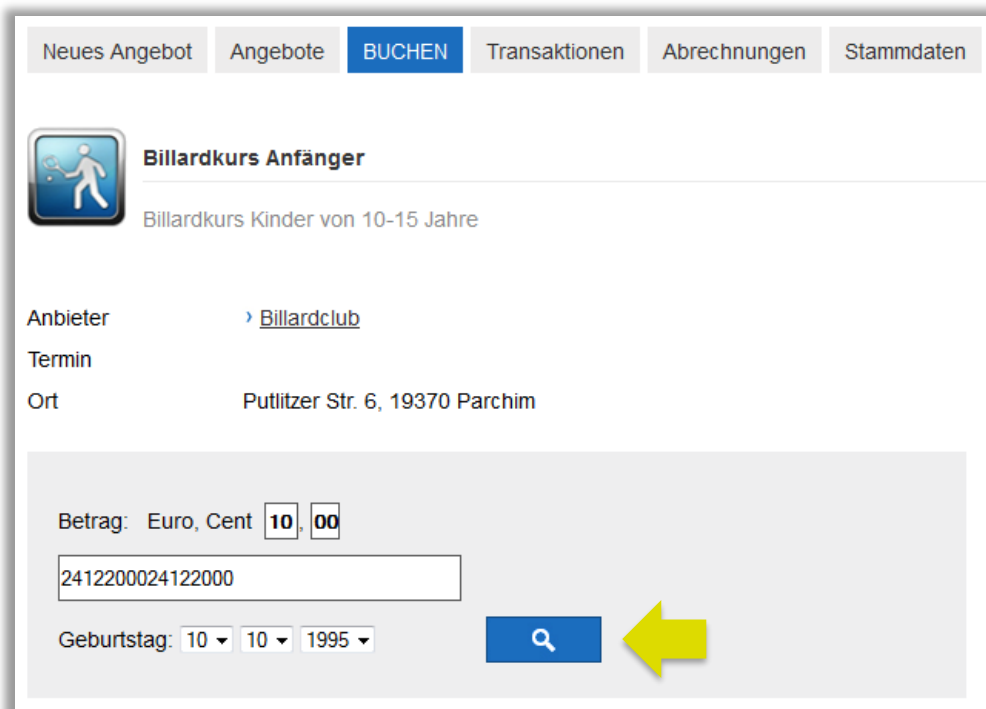 Neues Angebot Angebote BUCHEN Transaktionen Abrechnungen Stammdaten
Billardkurs Anfänger
Billardkurs Kinder von 10-15 Jahre
Anbieter › Billardclub
Termin
Ort Putlitzer Str. 6, 19370 Parchim
Betrag: Euro, Cent 10, 00
2412200024122000
Geburtstag: 10 10 1995